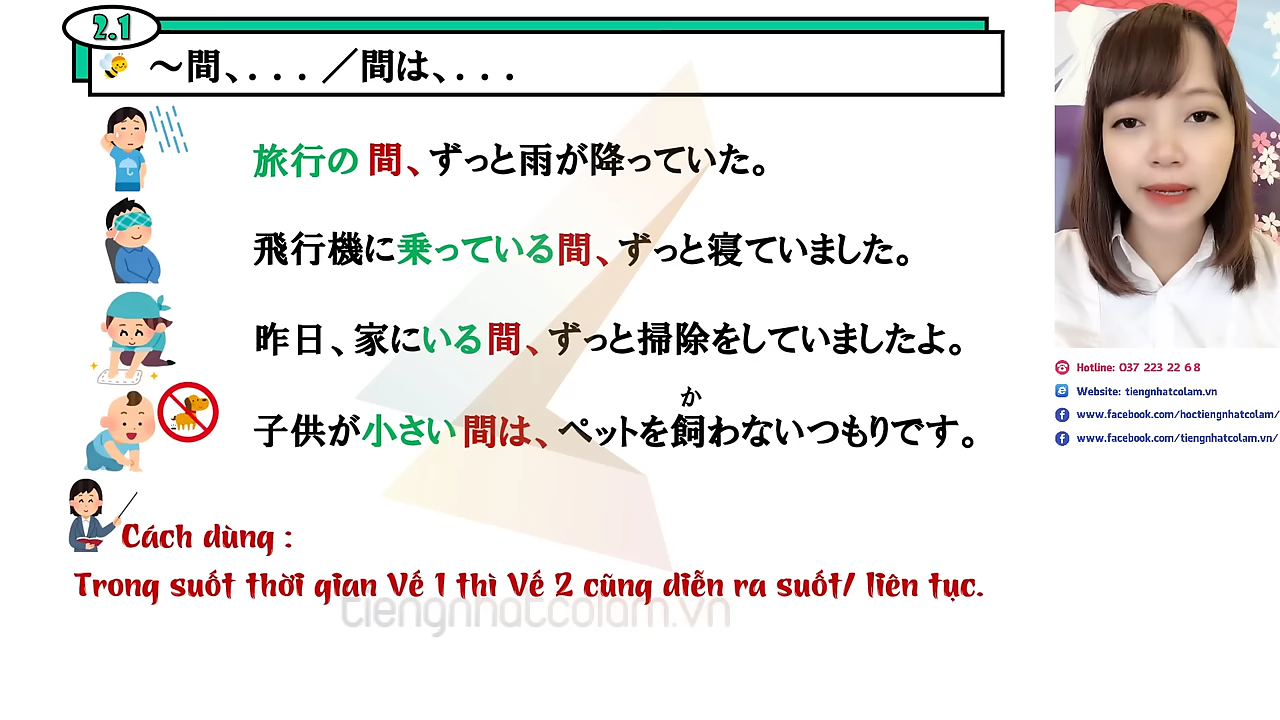 2.1
～間、．．．／間は、．．．
旅行の間、ずっと雨が降っていた。
飛行機に乗っている間、ずっと寝ていました。
昨日、家にいる間、ずっと掃除をしていましたよ。
か
子供が小さい間は、ペットを飼わないつもりです。
Cách dùng :
Trong suốt thời gian Vế 1 thì Vế 2 cũng diễn ra suốt/ liên tục.
tiengnhatcolam.vn
Hotline: 037 223 22 68
Website: tiengnhatcolam.vn
www.facebook.com/hoctiengnhatcolam/
www.facebook.com/tiengnhatcolam.vn/